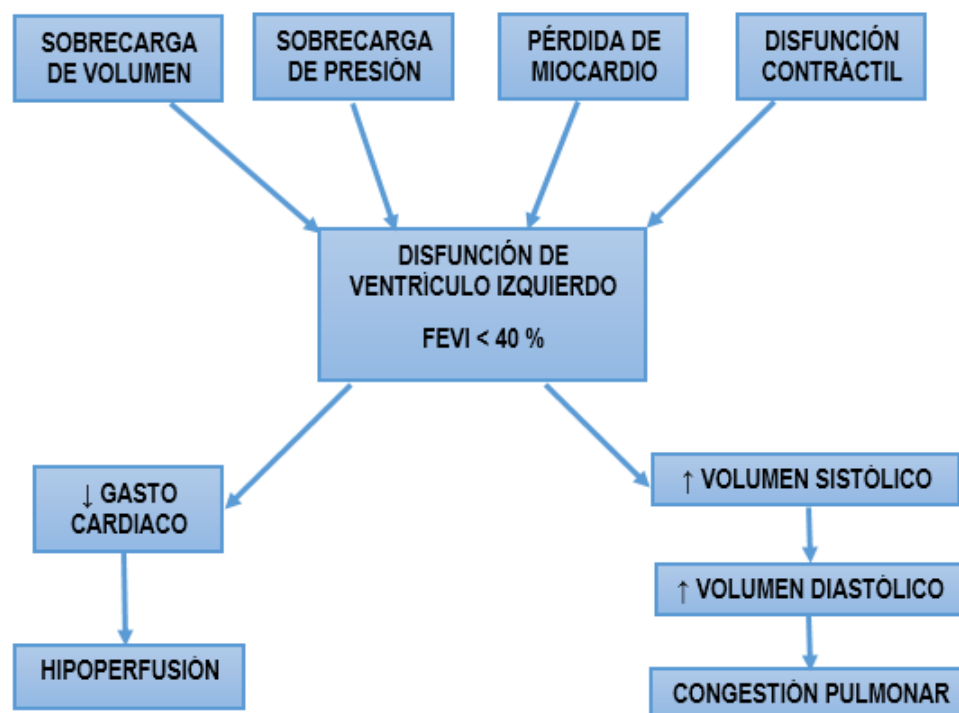 SOBRECARGA
DE VOLUMEN
SOBRECARGA
DE PRESIÓN
PÉRDIDA DE
MIOCARDIO
DISFUNCIÓN
CONTRÁCTIL
DISFUNCIÓN DE
VENTRÍCULO IZQUIERDO
FEVI < 40 %
↓ GASTO
CARDIACO
HIPOPERFUSIÓN
↑ VOLUMEN SISTÓLICO
↑ VOLUMEN DIASTÓLICO
CONGESTIÓN PULMONAR